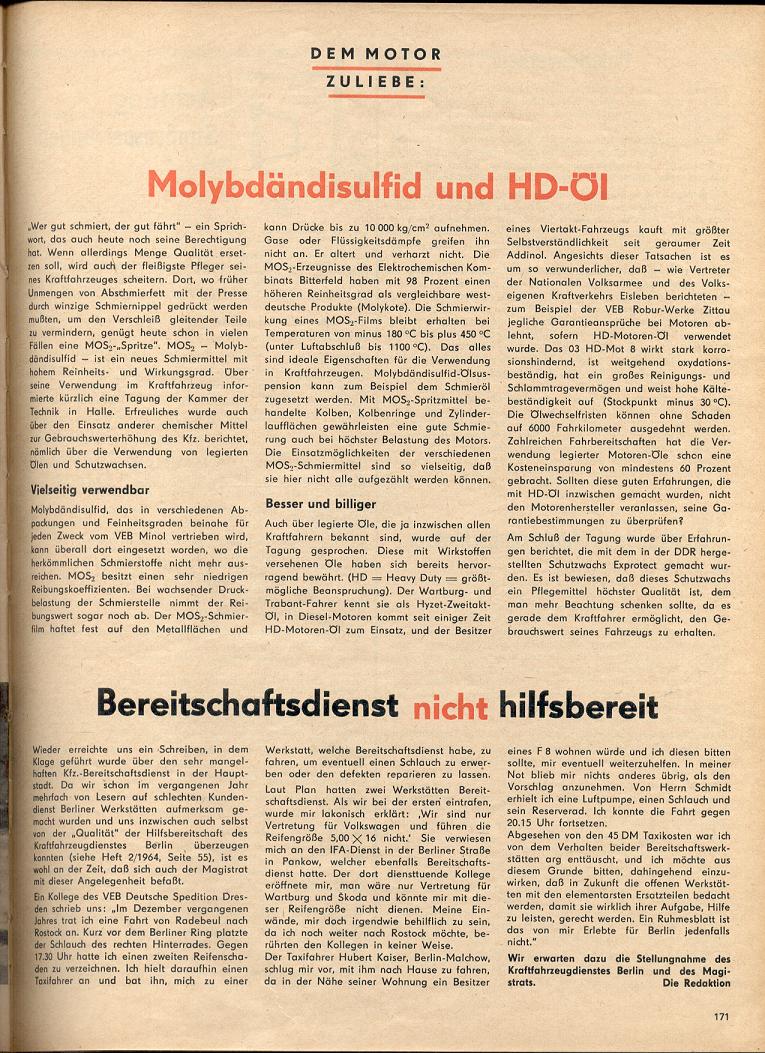 DEM MOTOR
ZULIEBE:
Molybdändisulfid und HD-Öl
„Wer gut schmiert, der gut fährt" – ein Sprich-
wort, das auch heute noch seine Berechtigung
hat. Wenn allerdings Menge Qualität erset-
zen soll, wird auch der fleißigste Pfleger sei-
nes Kraftfahrzeuges scheitern. Dort, wo früher
Unmengen von Abschmierfett mit der Presse
durch winzige Schmiernippel gedrückt werden
mußten, um den Verschleiß gleitender Teile
zu vermindern, genügt heute schon in vielen
Fällen eine MOS₂-„Spritze". MOS₂ – Molyb-
dändisulfid – ist ein neues Schmiermittel mit
hohem Reinheits- und Wirkungsgrad. Über
seine Verwendung im Kraftfahrzeug infor-
mierte kürzlich eine Tagung der Kammer der
Technik in Halle. Erfreuliches wurde auch
über den Einsatz anderer chemischer Mittel
zur Gebrauchswerterhöhung des Kfz. berichtet,
nämlich über die Verwendung von legierten
Ölen und Schutzwachsen.
Vielseitig verwendbar
Molybdändisulfid, das in verschiedenen Ab-
packungen und Feinheitsgraden beinahe für
jeden Zweck vom VEB Minol vertrieben wird,
kann überall dort eingesetzt worden, wo die
herkömmlichen Schmierstoffe nicht mehr aus-
reichen. MOS₂ besitzt einen sehr niedrigen
Reibungskoeffizienten. Bei wachsender Druck-
belastung der Schmierstelle nimmt der Rei-
bungswert sogar noch ab. Der MOS₂-Schmier-
film haftet fest auf den Metallflächen und
kann Drücke bis zu 10 000 kg/cm² aufnehmen.
Gase oder Flüssigkeitsdämpfe greifen ihn
nicht an. Er altert und verharzt nicht. Die
MOS₂-Erzeugnisse des Elektrochemischen Kom-
binats Bitterfeld haben mit 98 Prozent einen
höheren Reinheitsgrad als vergleichbare west-
deutsche Produkte (Molykote). Die Schmierwir-
kung eines MOS₂-Films bleibt erhalten bei
Temperaturen von minus 180 °C bis plus 450 °C
(unter Luftabschluß bis 1100 °C). Das alles
sind ideale Eigenschaften für die Verwendung
in Kraftfahrzeugen. Molybdändisulfid-Ölsus-
pension kann zum Beispiel dem Schmieröl
zugesetzt werden. Mit MOS₂-Spritzmittel be-
handelte Kolben, Kolbenringe und Zylinder-
laufflächen gewährleisten eine gute Schmie-
rung auch bei höchster Belastung des Motors.
Die Einsatzmöglichkeiten der verschiedenen
MOS₂-Schmiermittel sind so vielseitig, daß
sie hier nicht alle aufgezählt werden können.
Besser und billiger
Auch über legierte Öle, die ja inzwischen allen
Kraftfahrern bekannt sind, wurde auf der
Tagung gesprochen. Diese mit Wirkstoffen
versehenen Öle haben sich bereits hervor-
ragend bewährt. (HD = Heavy Duty = größt-
mögliche Beanspruchung). Der Wartburg- und
Trabant-Fahrer kennt sie als Hyzet-Zweitakt-
Öl, in Diesel-Motoren kommt seit einiger Zeit
HD-Motoren-Öl zum Einsatz, und der Besitzer
eines Viertakt-Fahrzeugs kauft mit größter
Selbstverständlichkeit seit geraumer Zeit
Addinol. Angesichts dieser Tatsachen ist es
um so verwunderlicher, daß – wie Vertreter
der Nationalen Volksarmee und des Volks-
eigenen Kraftverkehrs Eisleben berichteten –
zum Beispiel der VEB Robur-Werke Zittau
jegliche Garantieansprüche bei Motoren ab-
lehnt, sofern HD-Motoren-Öl verwendet
wurde. Das 03 HD-Mot 8 wirkt stark korro-
sionshindernd, ist weitgehend oxydations-
beständig, hat ein großes Reinigungs- und
Schlammtragevermögen und weist hohe Kälte-
beständigkeit auf (Stockpunkt minus 30 °C).
Die Ölwechselfristen können ohne Schaden
auf 6000 Fahrkilometer ausgedehnt werden.
Zahlreichen Fahrbereitschaften hat die Ver-
wendung legierter Motoren-Öle schon eine
Kosteneinsparung von mindestens 60 Prozent
gebracht. Sollten diese guten Erfahrungen, die
mit HD-Öl inzwischen gemacht wurden, nicht
den Motorenhersteller veranlassen, seine Ga-
rantiebestimmungen zu überprüfen?
Am Schluß der Tagung wurde über Erfahrun-
gen berichtet, die mit dem in der DDR herge-
stellten Schutzwachs Exprotect gemacht wur-
den. Es ist bewiesen, daß dieses Schutzwachs
ein Pflegemittel höchster Qualität ist, dem
man mehr Beachtung schenken sollte, da es
gerade dem Kraftfahrer ermöglicht, den Ge-
brauchswert seines Fahrzeugs zu erhalten.
Bereitschaftsdienst nicht hilfsbereit
Wieder erreichte uns ein Schreiben, in dem
Klage geführt wurde über den sehr mangel-
haften Kfz.-Bereitschaftsdienst in der Haupt-
stadt. Da wir schon im vergangenen Jahr
mehrfach von Lesern auf schlechten Kunden-
dienst Berliner Werkstätten aufmerksam ge-
macht wurden und uns inzwischen auch selbst
von der „Qualität" der Hilfsbereitschaft des
Kraftfahrzeugdienstes Berlin überzeugen
konnten (siehe Heft 2/1964, Seite 55), ist es
wohl an der Zeit, daß sich auch der Magistrat
mit dieser Angelegenheit befaßt.
Ein Kollege des VEB Deutsche Spedition Dres-
den schrieb uns: „Im Dezember vergangenen
Jahres trat ich eine Fahrt von Radebeul nach
Rostock an. Kurz vor dem Berliner Ring platzte
der Schlauch des rechten Hinterrades. Gegen
17.30 Uhr hatte ich einen zweiten Reifenscha-
den zu verzeichnen. Ich hielt daraufhin einen
Taxifahrer an und bat ihn, mich zu einer
Werkstatt, welche Bereitschaftsdienst habe, zu
fahren, um eventuell einen Schlauch zu erwer-
ben oder den defekten reparieren zu lassen.
Laut Plan hatten zwei Werkstätten Bereit-
schaftsdienst. Als wir bei der ersten eintrafen,
wurde mir lakonisch erklärt: ‚Wir sind nur
Vertretung für Volkswagen und führen die
Reifengröße 5,00 × 16 nicht.' Sie verwiesen
mich an den IFA-Dienst in der Berliner Straße
in Pankow, welcher ebenfalls Bereitschafts-
dienst hatte. Der dort diensttuende Kollege
eröffnete mir, man wäre nur Vertretung für
Wartburg und Škoda und könnte mir mit die-
ser Reifengröße nicht dienen. Meine Ein-
wände, mir doch irgendwie behilflich zu sein,
da ich noch weiter nach Rostock möchte, be-
rührten den Kollegen in keiner Weise.
Der Taxifahrer Hubert Kaiser, Berlin-Malchow,
schlug mir vor, mit ihm nach Hause zu fahren,
da in der Nähe seiner Wohnung ein Besitzer
eines F 8 wohnen würde und ich diesen bitten
sollte, mir eventuell weiterzuhelfen. In meiner
Not blieb mir nichts anderes übrig, als den
Vorschlag anzunehmen. Von Herrn Schmidt
erhielt ich eine Luftpumpe, einen Schlauch und
sein Reserverad. Ich konnte die Fahrt gegen
20.15 Uhr fortsetzen.
Abgesehen von den 45 DM Taxikosten war ich
von dem Verhalten beider Bereitschaftswerk-
stätten arg enttäuscht, und ich möchte aus
diesem Grunde bitten, dahingehend einzu-
wirken, daß in Zukunft die offenen Werkstät-
ten mit den elementarsten Ersatzteilen bedacht
werden, damit sie wirklich ihrer Aufgabe, Hilfe
zu leisten, gerecht werden. Ein Ruhmesblatt ist
das von mir Erlebte für Berlin jedenfalls
nicht."
Wir erwarten dazu die Stellungnahme des
Kraftfahrzeugdienstes Berlin und des Magi-
strats. Die Redaktion
171